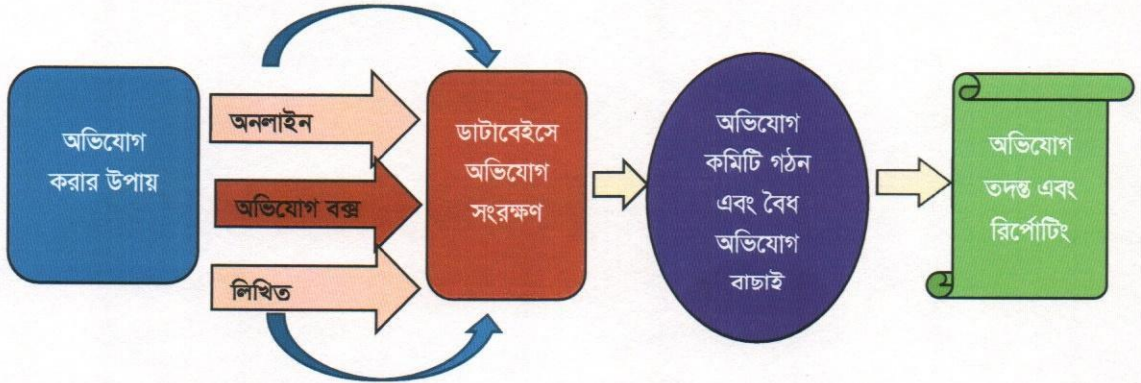 অভিযোগ
করার উপায়
অনলাইন
অভিযোগ বক্স
লিখিত
ডাটাবেইসে
অভিযোগ
সংরক্ষণ
অভিযোগ
কমিটি গঠন
এবং বৈধ
অভিযোগ
বাছাই
অভিযোগ
তদন্ত এবং
রির্পোটিং